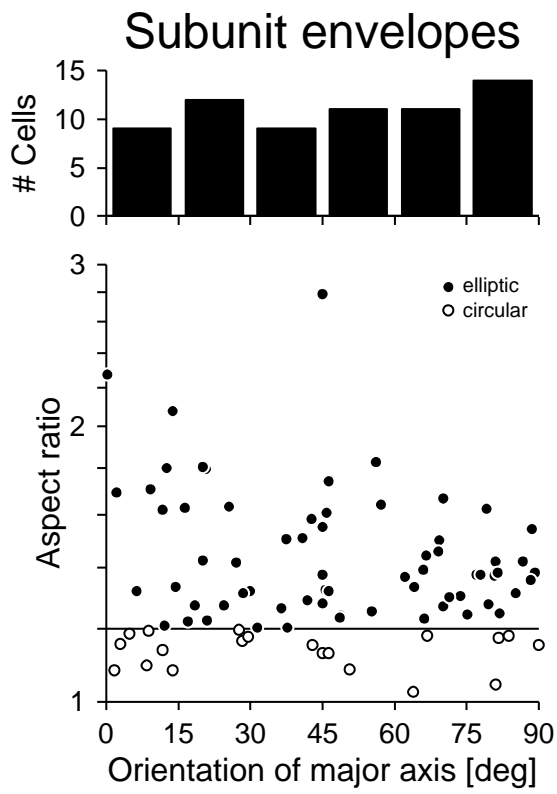 Subunit envelopes
15
10
5
0
# Cells
3
2
1
Aspect ratio
elliptic
circular
0 15 30 45 60 75 90
Orientation of major axis [deg]